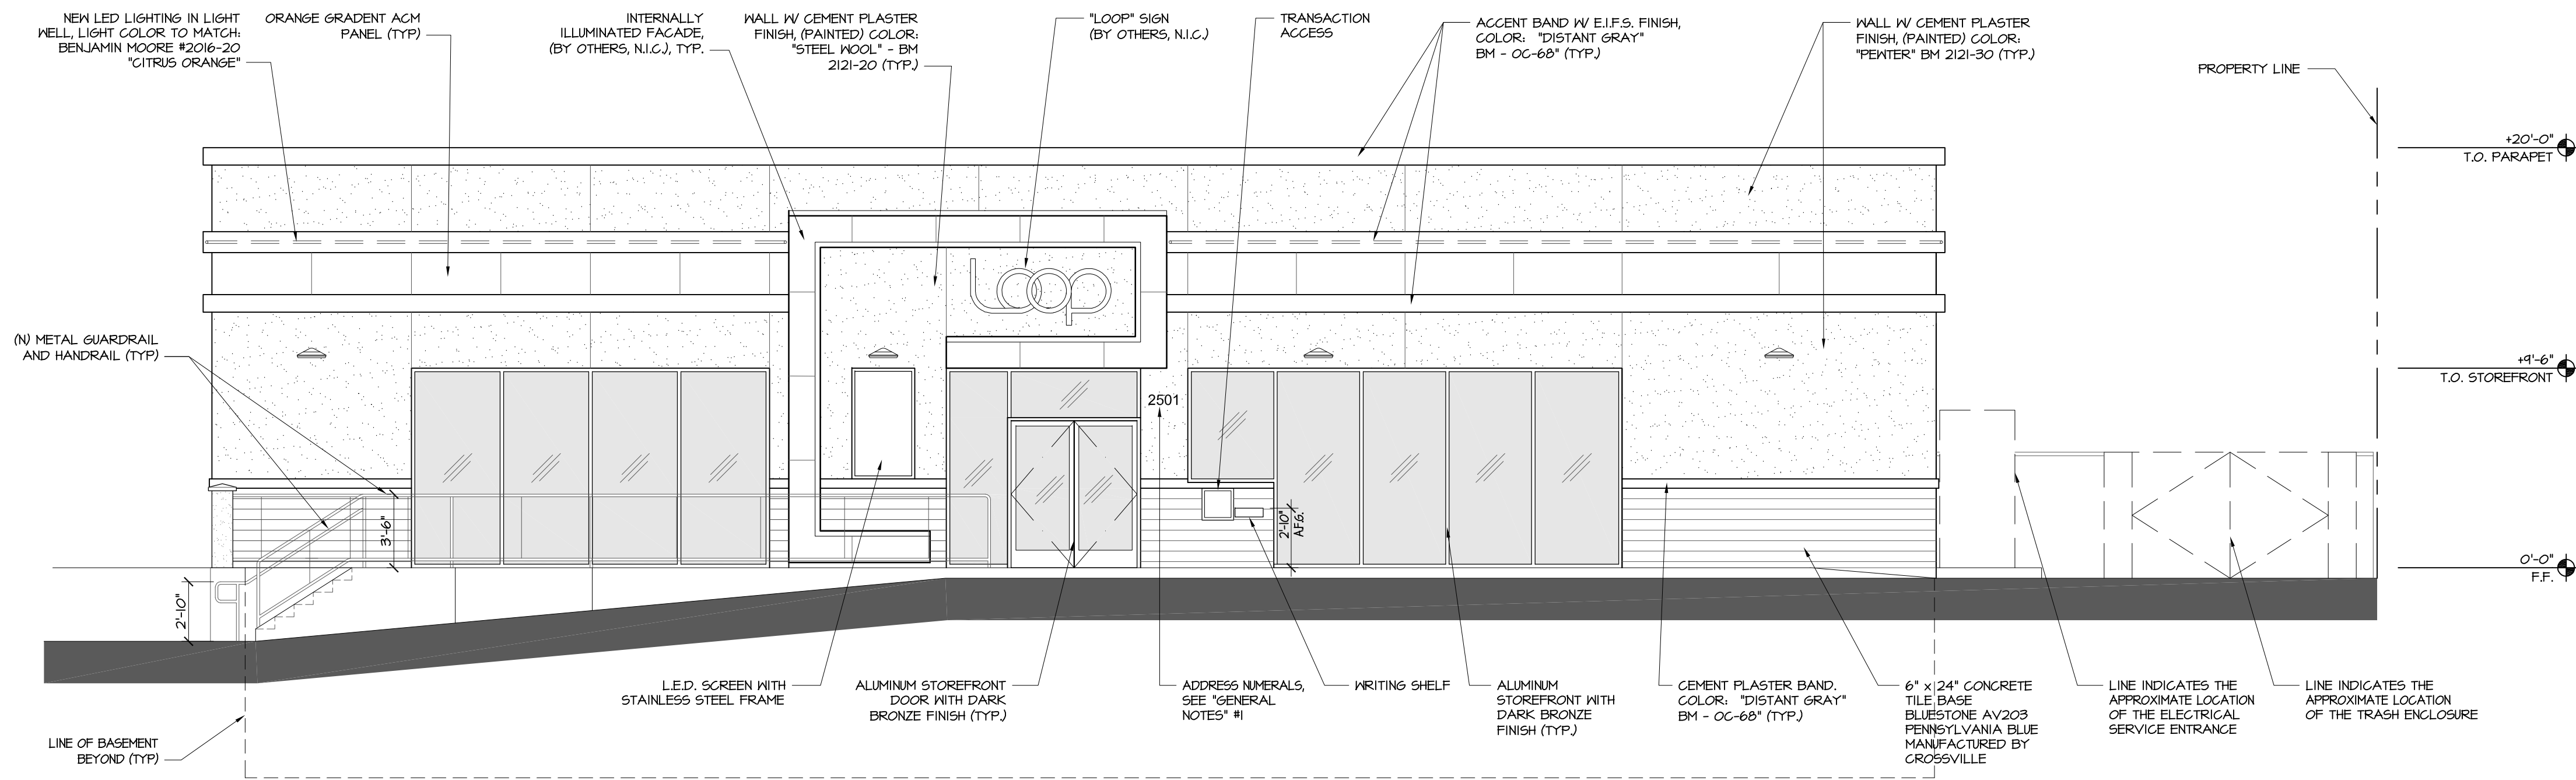 NEW LED LIGHTING IN LIGHT
WELL, LIGHT COLOR TO MATCH:
BENJAMIN MOORE #2016-20
"CITRUS ORANGE"
ORANGE GRADENT ACM
PANEL (TYP)
INTERNALLY
ILLUMINATED FACADE,
(BY OTHERS, N.I.C.), TYP.
WALL W/ CEMENT PLASTER
FINISH, (PAINTED) COLOR:
"STEEL WOOL" - BM
2121-20 (TYP.)
"LOOP" SIGN
(BY OTHERS, N.I.C.)
TRANSACTION
ACCESS
ACCENT BAND W/ E.I.F.S. FINISH,
COLOR: "DISTANT GRAY"
BM - OC-68" (TYP.)
WALL W/ CEMENT PLASTER
FINISH, (PAINTED) COLOR:
"PEWTER" BM 2121-30 (TYP.)
PROPERTY LINE
+20'-0"
T.O. PARAPET
Loop
(N) METAL GUARDRAIL
AND HANDRAIL (TYP)
+9'-6"
T.O. STOREFRONT
2501
3'-6"
2'-10"
A.F.G.
0'-0"
F.F.
2'-10"
L.E.D. SCREEN WITH
STAINLESS STEEL FRAME
ALUMINUM STOREFRONT
DOOR WITH DARK
BRONZE FINISH (TYP.)
ADDRESS NUMERALS,
SEE "GENERAL
NOTES" #1
WRITING SHELF
ALUMINUM
STOREFRONT WITH
DARK BRONZE
FINISH (TYP.)
CEMENT PLASTER BAND.
COLOR: "DISTANT GRAY"
BM - OC-68" (TYP.)
6" x 24" CONCRETE
TILE BASE
BLUESTONE AV203
PENNSYLVANIA BLUE
MANUFACTURED BY
CROSSVILLE
LINE INDICATES THE
APPROXIMATE LOCATION
OF THE ELECTRICAL
SERVICE ENTRANCE
LINE INDICATES THE
APPROXIMATE LOCATION
OF THE TRASH ENCLOSURE
LINE OF BASEMENT
BEYOND (TYP)